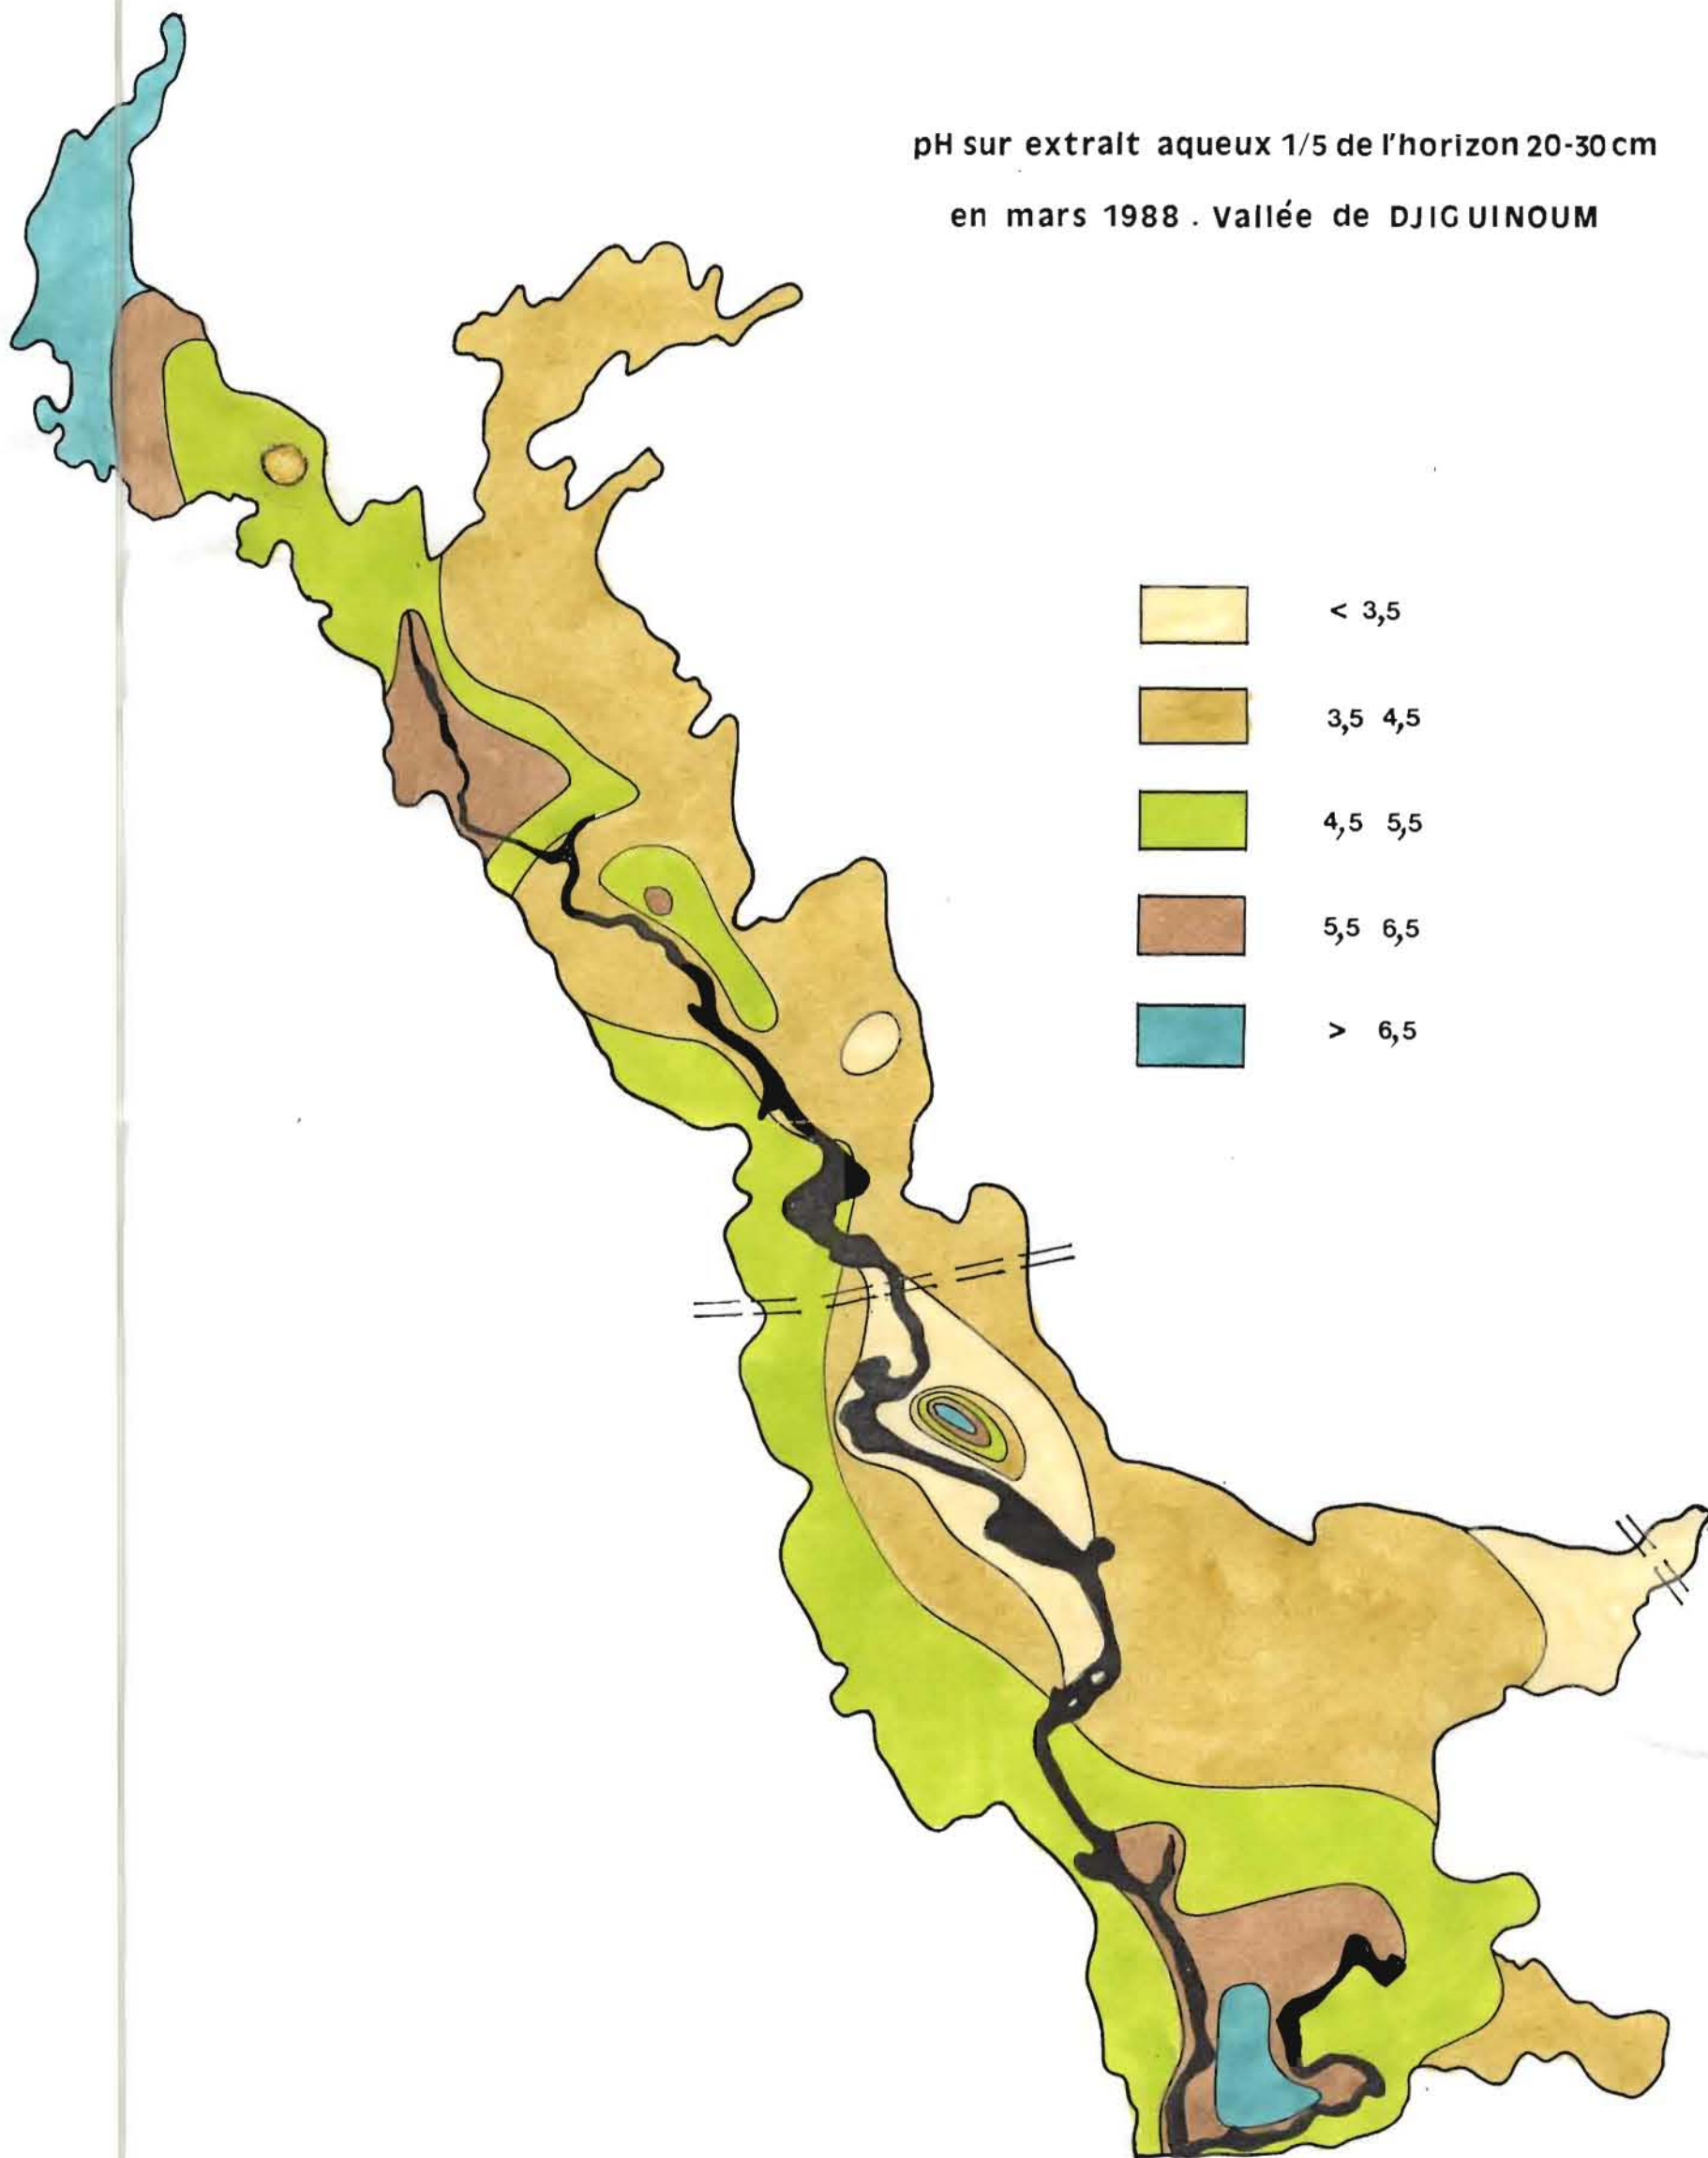 pH sur extrait aqueux 1/5 de l'horizon 20-30 cm
en mars 1988 . Vallée de DJIGUINOUM
< 3,5
3,5 4,5
4,5 5,5
5,5 6,5
> 6,5